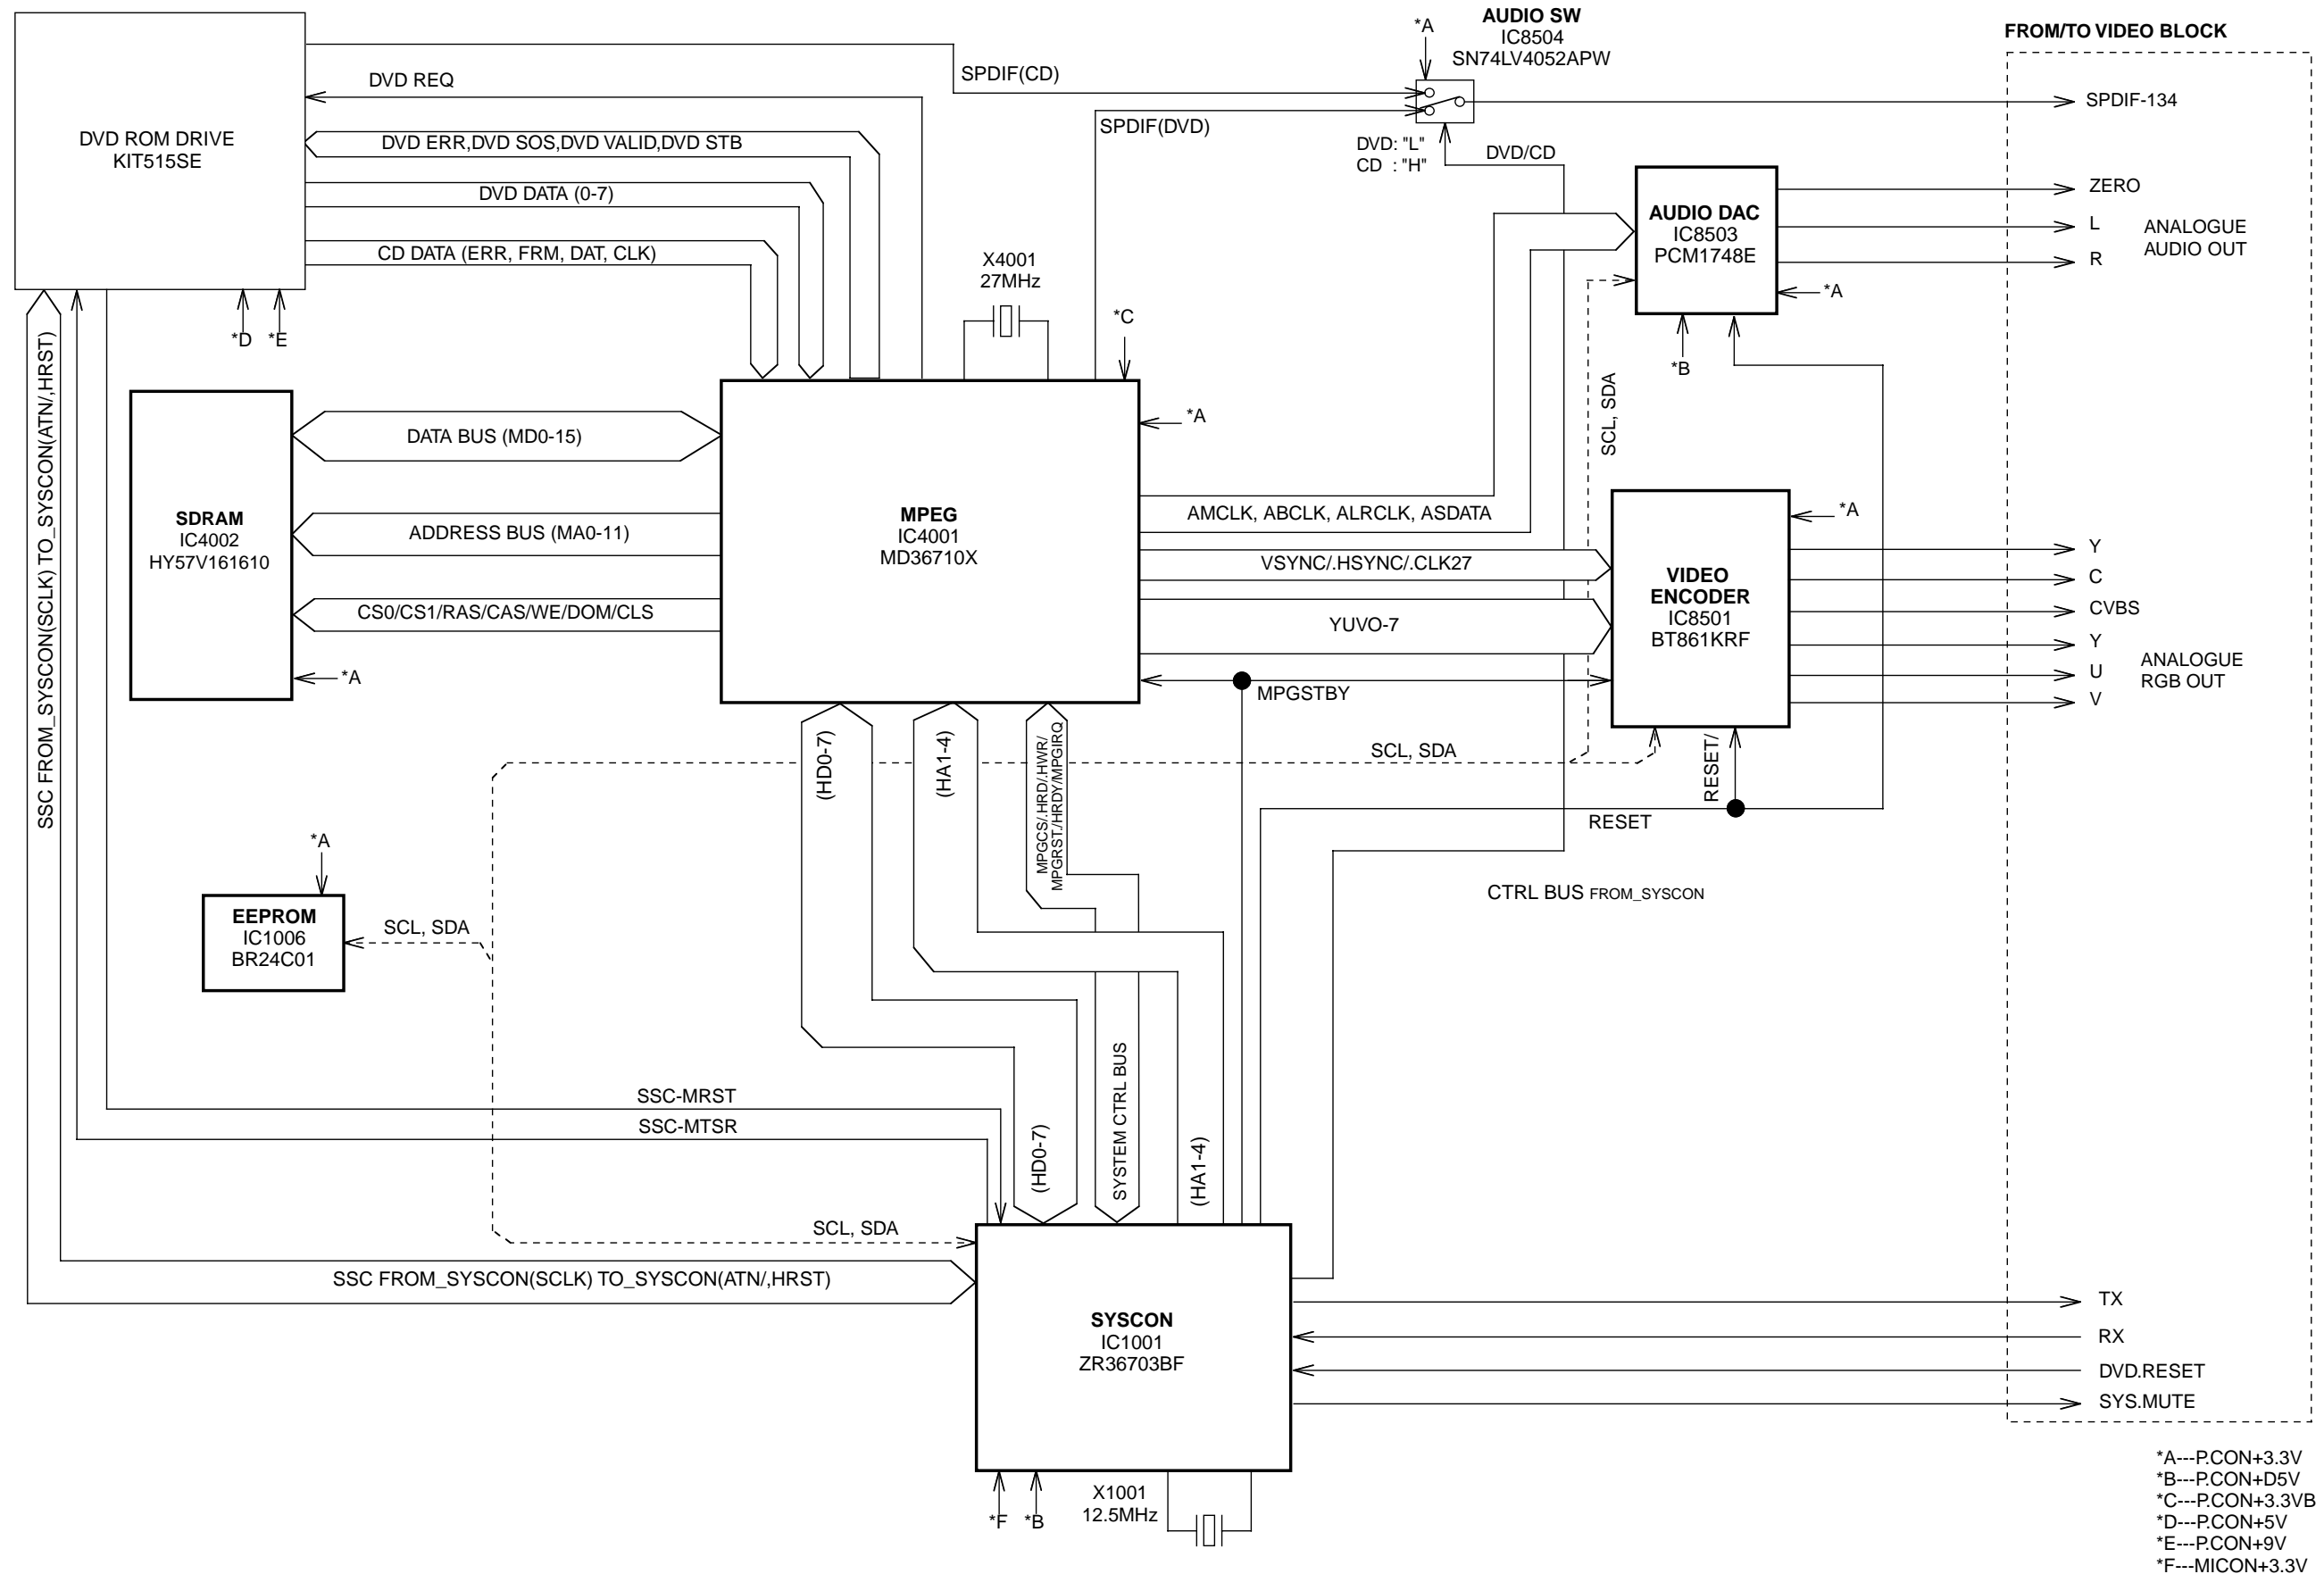 *A
AUDIO SW
IC8504
SN74LV4052APW
FROM/TO VIDEO BLOCK
DVD REQ
SPDIF(CD)
SPDIF-134
DVD ROM DRIVE
KIT515SE
DVD ERR,DVD SOS,DVD VALID,DVD STB
SPDIF(DVD)
DVD: "L"
CD : "H"
DVD/CD
DVD DATA (0-7)
CD DATA (ERR, FRM, DAT, CLK)
AUDIO DAC
IC8503
PCM1748E
ZERO
L
R
ANALOGUE
AUDIO OUT
X4001
27MHz
*A
*D
*E
*C
*B
SCL, SDA
SSC FROM_SYSCON(SCLK) TO_SYSCON(ATN/,HRST)
SDRAM
IC4002
HY57V161610
*A
DATA BUS (MD0-15)
ADDRESS BUS (MA0-11)
CS0/CS1/RAS/CAS/WE/DOM/CLS
MPEG
IC4001
MD36710X
*A
AMCLK, ABCLK, ALRCLK, ASDATA
VSYNC/.HSYNC/.CLK27
YUVO-7
MPGSTBY
VIDEO
ENCODER
IC8501
BT861KRF
*A
Y
C
CVBS
Y
U
V
ANALOGUE
RGB OUT
(HD0-7)
(HA1-4)
MPGCS/.HRD/.HWR/
MPGRST./HRDY/MPGIRQ
SCL, SDA
RESET/
RESET
*A
EEPROM
IC1006
BR24C01
SCL, SDA
CTRL BUS FROM_SYSCON
SSC-MRST
SSC-MTSR
(HD0-7)
SYSTEM CTRL BUS
(HA1-4)
SCL, SDA
SSC FROM_SYSCON(SCLK) TO_SYSCON(ATN/,HRST)
SYSCON
IC1001
ZR36703BF
TX
RX
DVD.RESET
SYS.MUTE
*F
*B
X1001
12.5MHz
*A---P.CON+3.3V
*B---P.CON+D5V
*C---P.CON+3.3VB
*D---P.CON+5V
*E---P.CON+9V
*F---MICON+3.3V